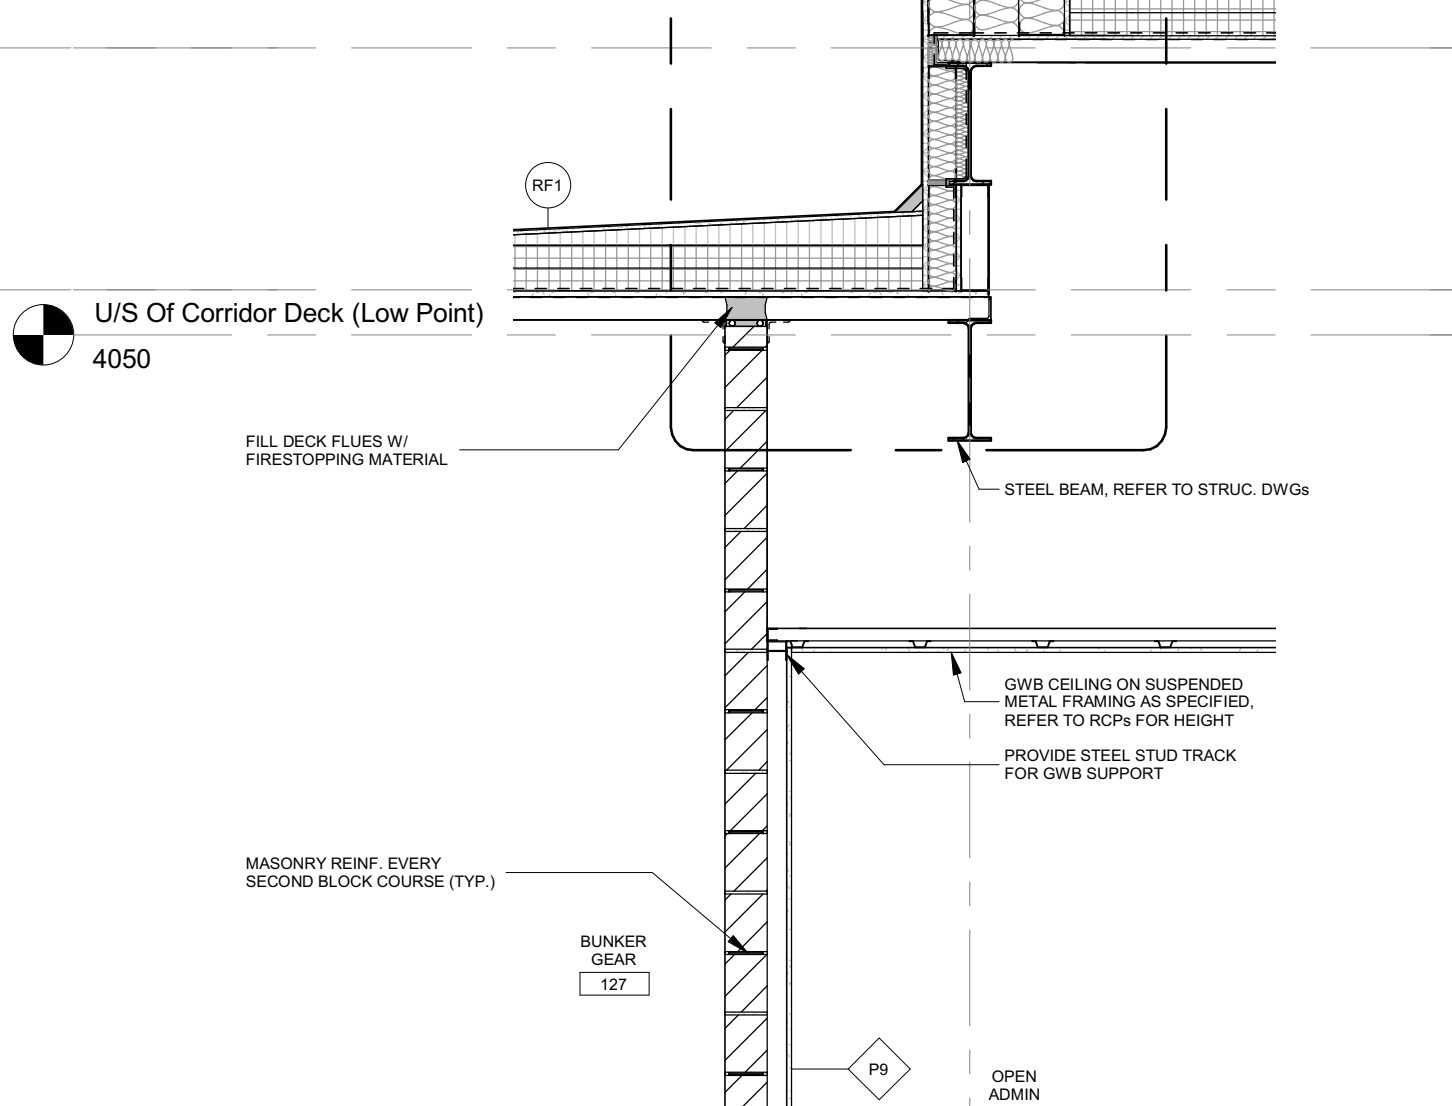 RF1
U/S Of Corridor Deck (Low Point)
4050
FILL DECK FLUES W/
FIRESTOPPING MATERIAL
STEEL BEAM, REFER TO STRUC. DWGs
GWB CEILING ON SUSPENDED
METAL FRAMING AS SPECIFIED,
REFER TO RCPs FOR HEIGHT
PROVIDE STEEL STUD TRACK
FOR GWB SUPPORT
MASONRY REINF. EVERY
SECOND BLOCK COURSE (TYP.)
BUNKER
GEAR
127
P9
OPEN
ADMIN